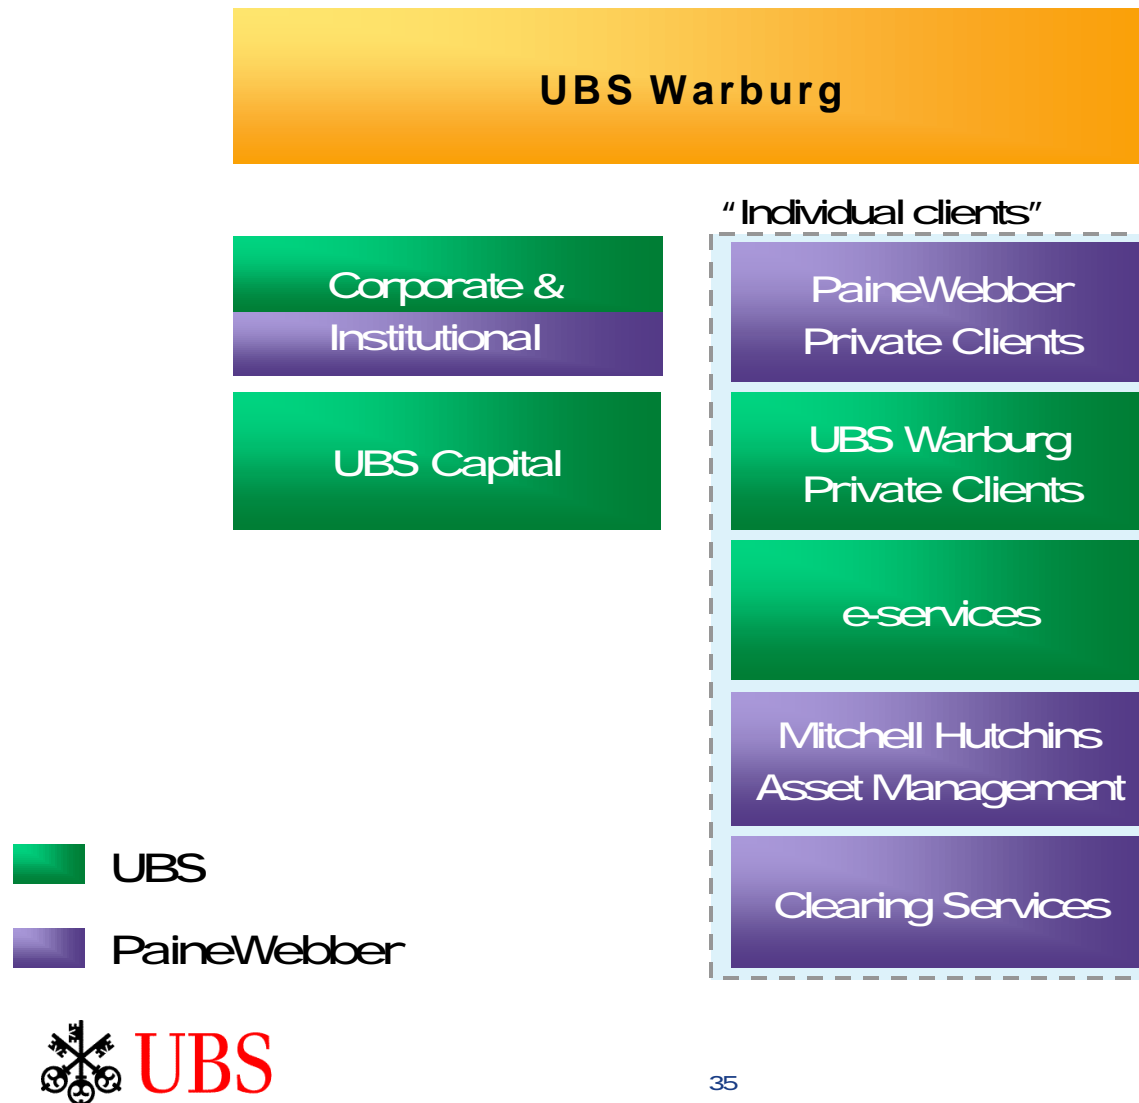 UBS Warburg
“Individual clients”
Corporate &
Institutional
UBS Capital
PaineWebber
Private Clients
UBS Warburg
Private Clients
e-services
Mitchell Hutchins
Asset Management
Clearing Services
UBS
PaineWebber
UBS
35